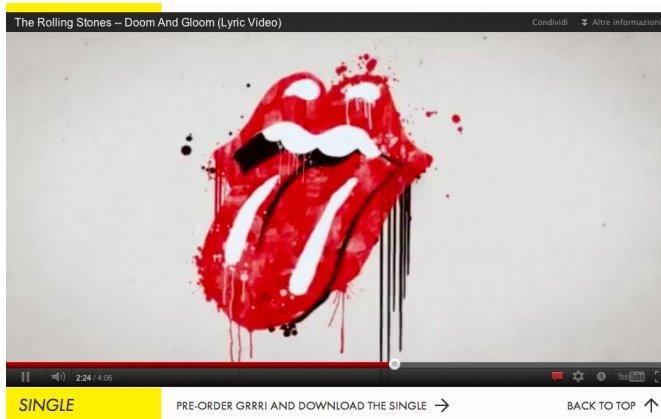 The Rolling Stones -- Doom And Gloom (Lyric Video)
Condividi
Altre informazioni
2:24 / 4:06
YouTube
SINGLE
PRE-ORDER GRRR! AND DOWNLOAD THE SINGLE →
BACK TO TOP ↑